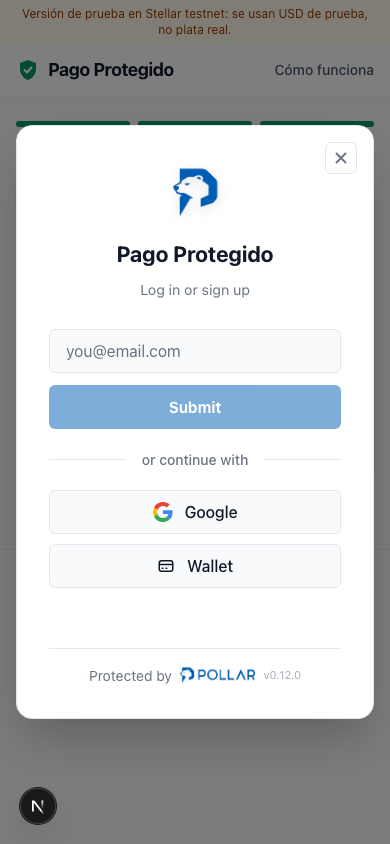 Versión de prueba en Stellar testnet: se usan USD de prueba,
no plata real.
Pago Protegido
Cómo funciona
Pago Protegido
Log in or sign up
you@email.com
Submit
or continue with
Google
Wallet
Protected by POLLAR v0.12.0
N